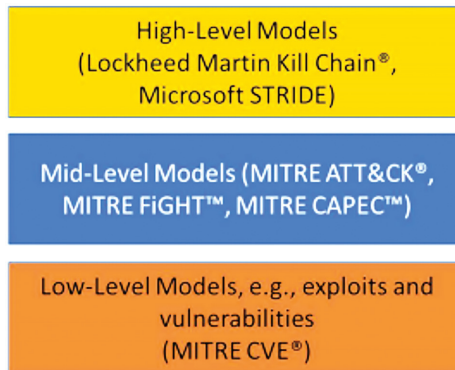 High-Level Models
(Lockheed Martin Kill Chain®,
Microsoft STRIDE)
Mid-Level Models (MITRE ATT&CK®,
MITRE FiGHT™, MITRE CAPEC™)
Low-Level Models, e.g., exploits and
vulnerabilities
(MITRE CVE®)